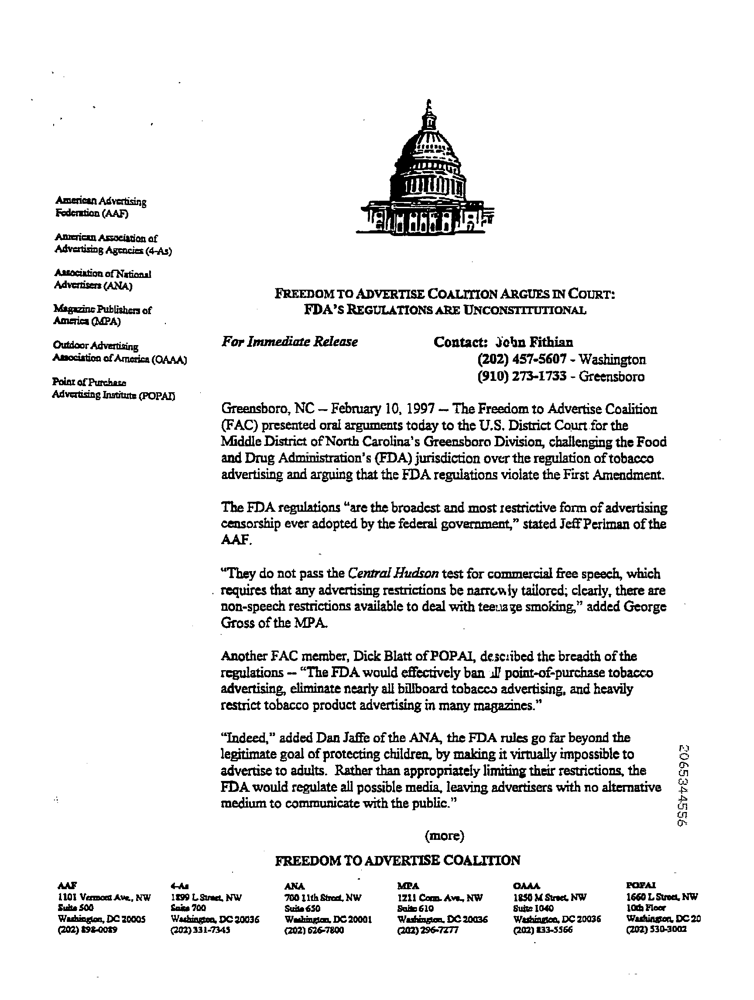 American Advertising
Federation (AAF)
American Association of
Advertising Agencies (4-As)
Association of National
Advertisers (ANA)
Magazine Publishers of
America (MPA)
Outdoor Advertising
Association of America (OAAA)
Point of Purchase
Advertising Institute (POPAI)
FREEDOM TO ADVERTISE COALITION ARGUES IN COURT:
FDA'S REGULATIONS ARE UNCONSTITUTIONAL
For Immediate Release Contact: John Fithian
(202) 457-5607 - Washington
(910) 273-1733 - Greensboro
Greensboro, NC -- February 10, 1997 -- The Freedom to Advertise Coalition
(FAC) presented oral arguments today to the U.S. District Court for the
Middle District of North Carolina's Greensboro Division, challenging the Food
and Drug Administration's (FDA) jurisdiction over the regulation of tobacco
advertising and arguing that the FDA regulations violate the First Amendment.
The FDA regulations "are the broadest and most restrictive form of advertising
censorship ever adopted by the federal government," stated Jeff Perlman of the
AAF.
"They do not pass the Central Hudson test for commercial free speech, which
requires that any advertising restrictions be narrowly tailored; clearly, there are
non-speech restrictions available to deal with teenage smoking," added George
Gross of the MPA.
Another FAC member, Dick Blatt of POPAI, described the breadth of the
regulations -- "The FDA would effectively ban all point-of-purchase tobacco
advertising, eliminate nearly all billboard tobacco advertising, and heavily
restrict tobacco product advertising in many magazines."
"Indeed," added Dan Jaffe of the ANA, the FDA rules go far beyond the
legitimate goal of protecting children, by making it virtually impossible to
advertise to adults. Rather than appropriately limiting their restrictions, the
FDA would regulate all possible media, leaving advertisers with no alternative
medium to communicate with the public."
2065344556
(more)
FREEDOM TO ADVERTISE COALITION
AAF
1101 Vermont Ave., NW
Suite 500
Washington, DC 20005
(202) 898-0089
4-As
1899 L Street, NW
Suite 700
Washington, DC 20036
(202) 331-7345
ANA
700 11th Street, NW
Suite 650
Washington, DC 20001
(202) 626-7800
MPA
1211 Conn. Ave., NW
Suite 610
Washington, DC 20036
(202) 296-7277
OAAA
1850 M Street, NW
Suite 1040
Washington, DC 20036
(202) 833-5566
POPAI
1660 L Street, NW
10th Floor
Washington, DC 20
(202) 530-3002